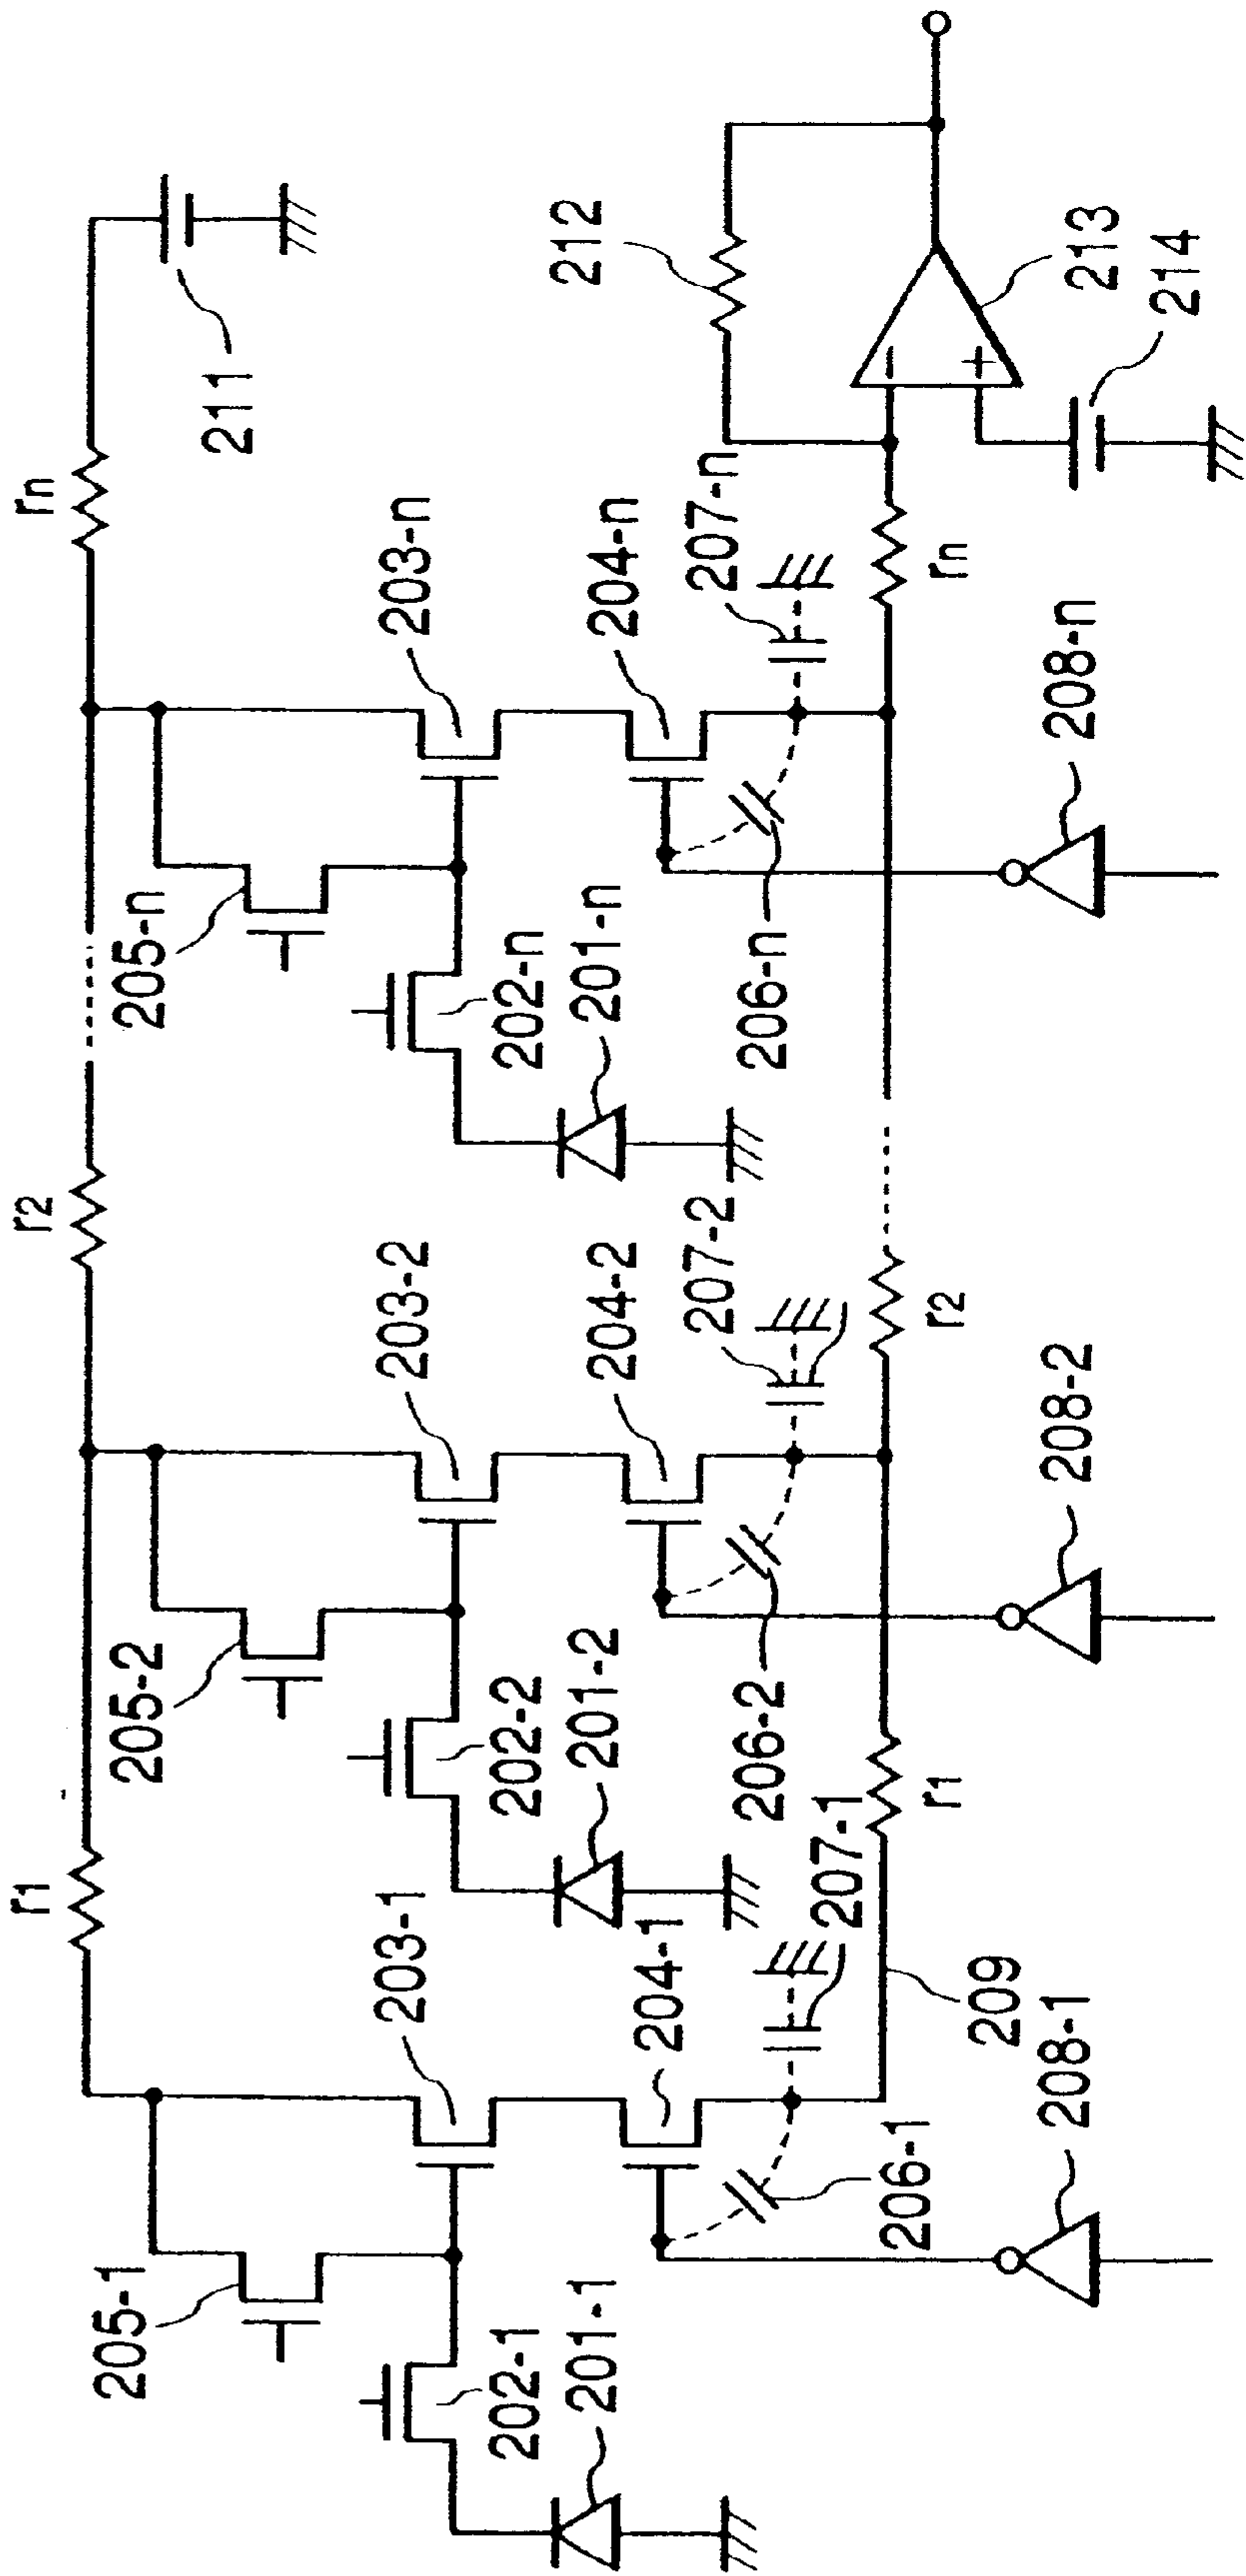 r1
r2
rn
211
205-1
203-1
205-2
203-2
205-n
203-n
212
202-1
201-1
204-1
207-1
202-2
201-2
204-2
207-2
202-n
201-n
204-n
207-n
206-1
206-2
206-n
r1
r2
rn
−
+
213
214
209
208-1
208-2
208-n